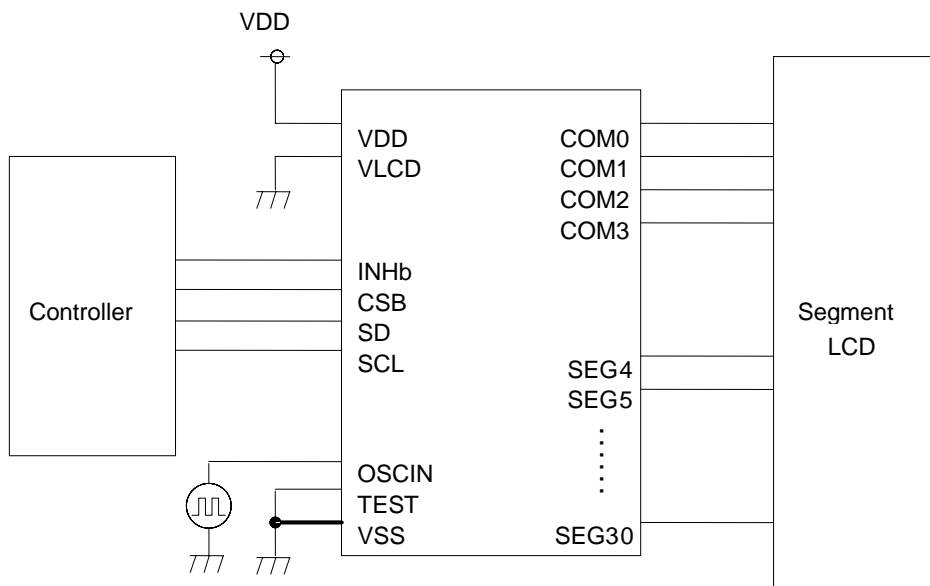 VDD
VDD
VLCD
INHb
CSB
SD
SCL
OSCIN
TEST
VSS
COM0
COM1
COM2
COM3
SEG4
SEG5
SEG30
Controller
Segment
LCD